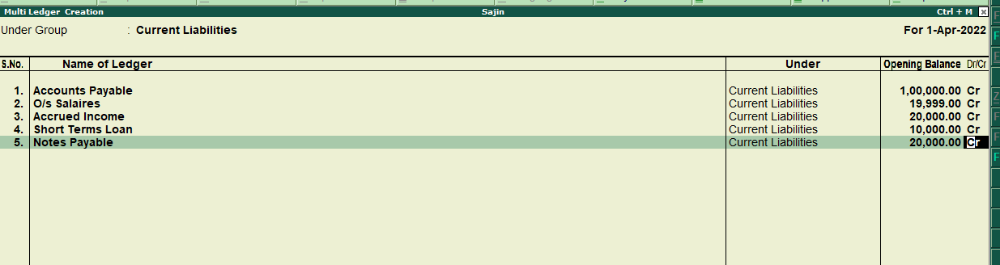 Multi Ledger Creation Sajin Ctrl + M
Under Group : Current Liabilities For 1-Apr-2022
S.No. Name of Ledger Under Opening Balance Dr/Cr
1. Accounts Payable Current Liabilities 1,00,000.00 Cr
2. O/s Salaires Current Liabilities 19,999.00 Cr
3. Accrued Income Current Liabilities 20,000.00 Cr
4. Short Terms Loan Current Liabilities 10,000.00 Cr
5. Notes Payable Current Liabilities 20,000.00 Cr